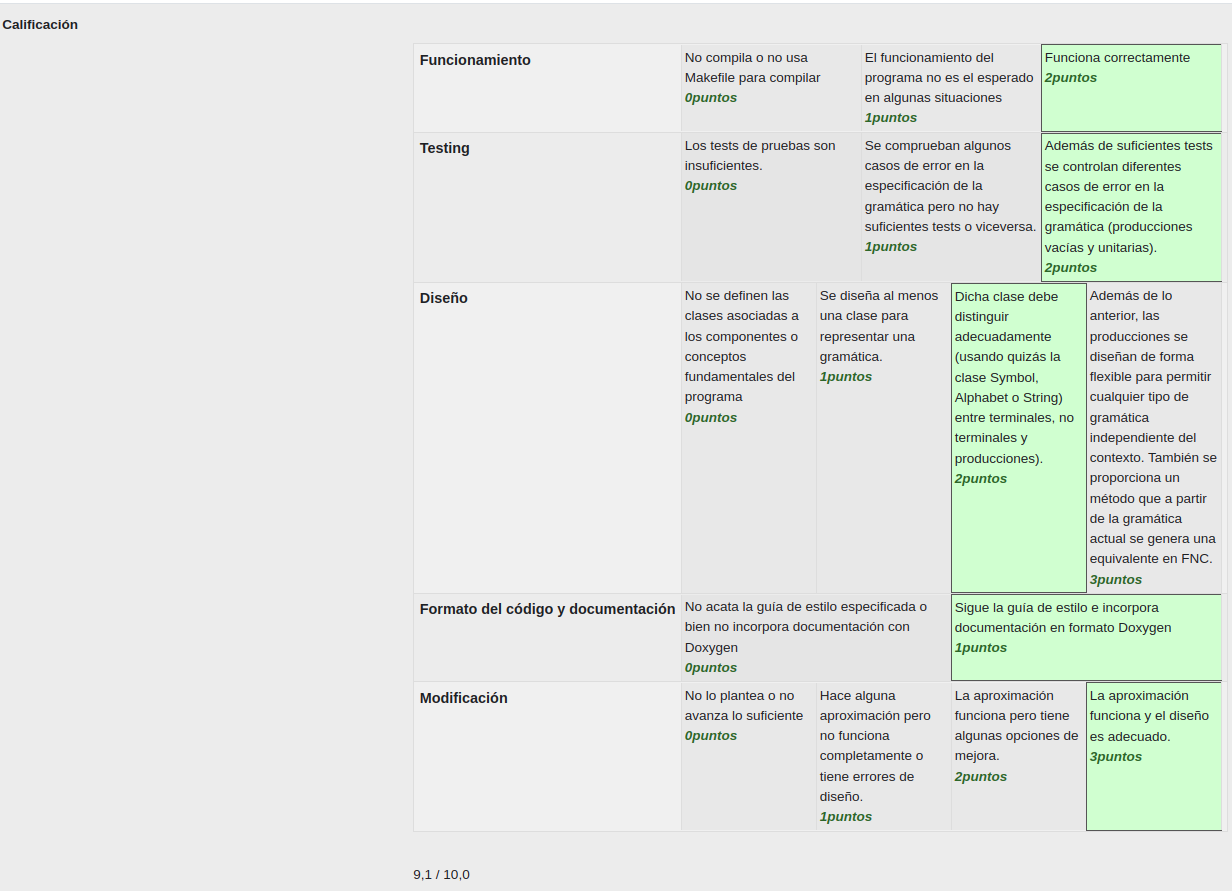 Calificación
Funcionamiento
No compila o no usa
Makefile para compilar
0puntos
El funcionamiento del
programa no es el esperado
en algunas situaciones
1puntos
Funciona correctamente
2puntos
Testing
Los tests de pruebas son
insuficientes.
0puntos
Se comprueban algunos
casos de error en la
especificación de la
gramática pero no hay
suficientes tests o viceversa.
1puntos
Además de suficientes tests
se controlan diferentes
casos de error en la
especificación de la
gramática (producciones
vacías y unitarias).
2puntos
Diseño
No se definen las
clases asociadas a
los componentes o
conceptos
fundamentales del
programa
0puntos
Se diseña al menos
una clase para
representar una
gramática.
1puntos
Dicha clase debe
distinguir
adecuadamente
(usando quizás la
clase Symbol,
Alphabet o String)
entre terminales, no
terminales y
producciones).
2puntos
Además de lo
anterior, las
producciones se
diseñan de forma
flexible para permitir
cualquier tipo de
gramática
independiente del
contexto. También se
proporciona un
método que a partir
de la gramática
actual se genera una
equivalente en FNC.
3puntos
Formato del código y documentación
No acata la guía de estilo especificada o
bien no incorpora documentación con
Doxygen
0puntos
Sigue la guía de estilo e incorpora
documentación en formato Doxygen
1puntos
Modificación
No lo plantea o no
avanza lo suficiente
0puntos
Hace alguna
aproximación pero
no funciona
completamente o
tiene errores de
diseño.
1puntos
La aproximación
funciona pero tiene
algunas opciones de
mejora.
2puntos
La aproximación
funciona y el diseño
es adecuado.
3puntos
9,1 / 10,0